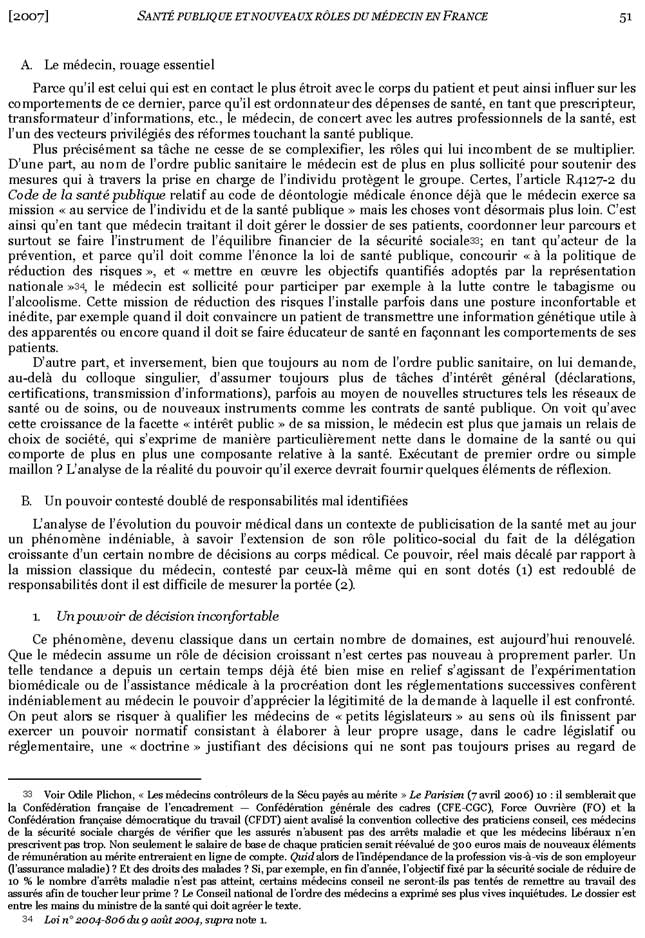 [2007] SANTÉ PUBLIQUE ET NOUVEAUX RÔLES DU MÉDECIN EN FRANCE 51
A. Le médecin, rouage essentiel
Parce qu'il est celui qui est en contact le plus étroit avec le corps du patient et peut ainsi influer sur les
comportements de ce dernier, parce qu'il est ordonnateur des dépenses de santé, en tant que prescripteur,
transformateur d'informations, etc., le médecin, de concert avec les autres professionnels de la santé, est
l'un des vecteurs privilégiés des réformes touchant la santé publique.
Plus précisément sa tâche ne cesse de se complexifier, les rôles qui lui incombent de se multiplier.
D'une part, au nom de l'ordre public sanitaire le médecin est de plus en plus sollicité pour soutenir des
mesures qui à travers la prise en charge de l'individu protègent le groupe. Certes, l'article R4127-2 du
Code de la santé publique relatif au code de déontologie médicale énonce déjà que le médecin exerce sa
mission « au service de l'individu et de la santé publique » mais les choses vont désormais plus loin. C'est
ainsi qu'en tant que médecin traitant il doit gérer le dossier de ses patients, coordonner leur parcours et
surtout se faire l'instrument de l'équilibre financier de la sécurité sociale33; en tant qu'acteur de la
prévention, et parce qu'il doit comme l'énonce la loi de santé publique, concourir « à la politique de
réduction des risques », et « mettre en œuvre les objectifs quantifiés adoptés par la représentation
nationale »34, le médecin est sollicité pour participer par exemple à la lutte contre le tabagisme ou
l'alcoolisme. Cette mission de réduction des risques l'installe parfois dans une posture inconfortable et
inédite, par exemple quand il doit convaincre un patient de transmettre une information génétique utile à
des apparentés ou encore quand il doit se faire éducateur de santé en façonnant les comportements de ses
patients.
D'autre part, et inversement, bien que toujours au nom de l'ordre public sanitaire, on lui demande,
au-delà du colloque singulier, d'assumer toujours plus de tâches d'intérêt général (déclarations,
certifications, transmission d'informations), parfois au moyen de nouvelles structures tels les réseaux de
santé ou de soins, ou de nouveaux instruments comme les contrats de santé publique. On voit qu'avec
cette croissance de la facette « intérêt public » de sa mission, le médecin est plus que jamais un relais de
choix de société, qui s'exprime de manière particulièrement nette dans le domaine de la santé ou qui
comporte de plus en plus une composante relative à la santé. Exécutant de premier ordre ou simple
maillon ? L'analyse de la réalité du pouvoir qu'il exerce devrait fournir quelques éléments de réflexion.
B. Un pouvoir contesté doublé de responsabilités mal identifiées
L'analyse de l'évolution du pouvoir médical dans un contexte de publicisation de la santé met au jour
un phénomène indéniable, à savoir l'extension de son rôle politico-social du fait de la délégation
croissante d'un certain nombre de décisions au corps médical. Ce pouvoir, réel mais décalé par rapport à
la mission classique du médecin, contesté par ceux-là même qui en sont dotés (1) est redoublé de
responsabilités dont il est difficile de mesurer la portée (2).
1. Un pouvoir de décision inconfortable
Ce phénomène, devenu classique dans un certain nombre de domaines, est aujourd'hui renouvelé.
Que le médecin assume un rôle de décision croissant n'est certes pas nouveau à proprement parler. Un
telle tendance a depuis un certain temps déjà été bien mise en relief s'agissant de l'expérimentation
biomédicale ou de l'assistance médicale à la procréation dont les réglementations successives confèrent
indéniablement au médecin le pouvoir d'apprécier la légitimité de la demande à laquelle il est confronté.
On peut alors se risquer à qualifier les médecins de « petits législateurs » au sens où ils finissent par
exercer un pouvoir normatif consistant à élaborer à leur propre usage, dans le cadre législatif ou
réglementaire, une « doctrine » justifiant des décisions qui ne sont pas toujours prises au regard de
33 Voir Odile Plichon, « Les médecins contrôleurs de la Sécu payés au mérite » Le Parisien (7 avril 2006) 10 : il semblerait que
la Confédération française de l'encadrement — Confédération générale des cadres (CFE-CGC), Force Ouvrière (FO) et la
Confédération française démocratique du travail (CFDT) aient avalisé la convention collective des praticiens conseil, ces médecins
de la sécurité sociale chargés de vérifier que les assurés n'abusent pas des arrêts maladie et que les médecins libéraux n'en
prescrivent pas trop. Non seulement le salaire de base de chaque praticien serait réévalué de 300 euros mais de nouveaux éléments
de rémunération au mérite entreraient en ligne de compte. Quid alors de l'indépendance de la profession vis-à-vis de son employeur
(l'assurance maladie) ? Et des droits des malades ? Si, par exemple, en fin d'année, l'objectif fixé par la sécurité sociale de réduire de
10 % le nombre d'arrêts maladie n'est pas atteint, certains médecins conseil ne seront-ils pas tentés de remettre au travail des
assurés afin de toucher leur prime ? Le Conseil national de l'ordre des médecins a exprimé ses plus vives inquiétudes. Le dossier est
entre les mains du ministre de la santé qui doit agréer le texte.
34 Loi n° 2004-806 du 9 août 2004, supra note 1.